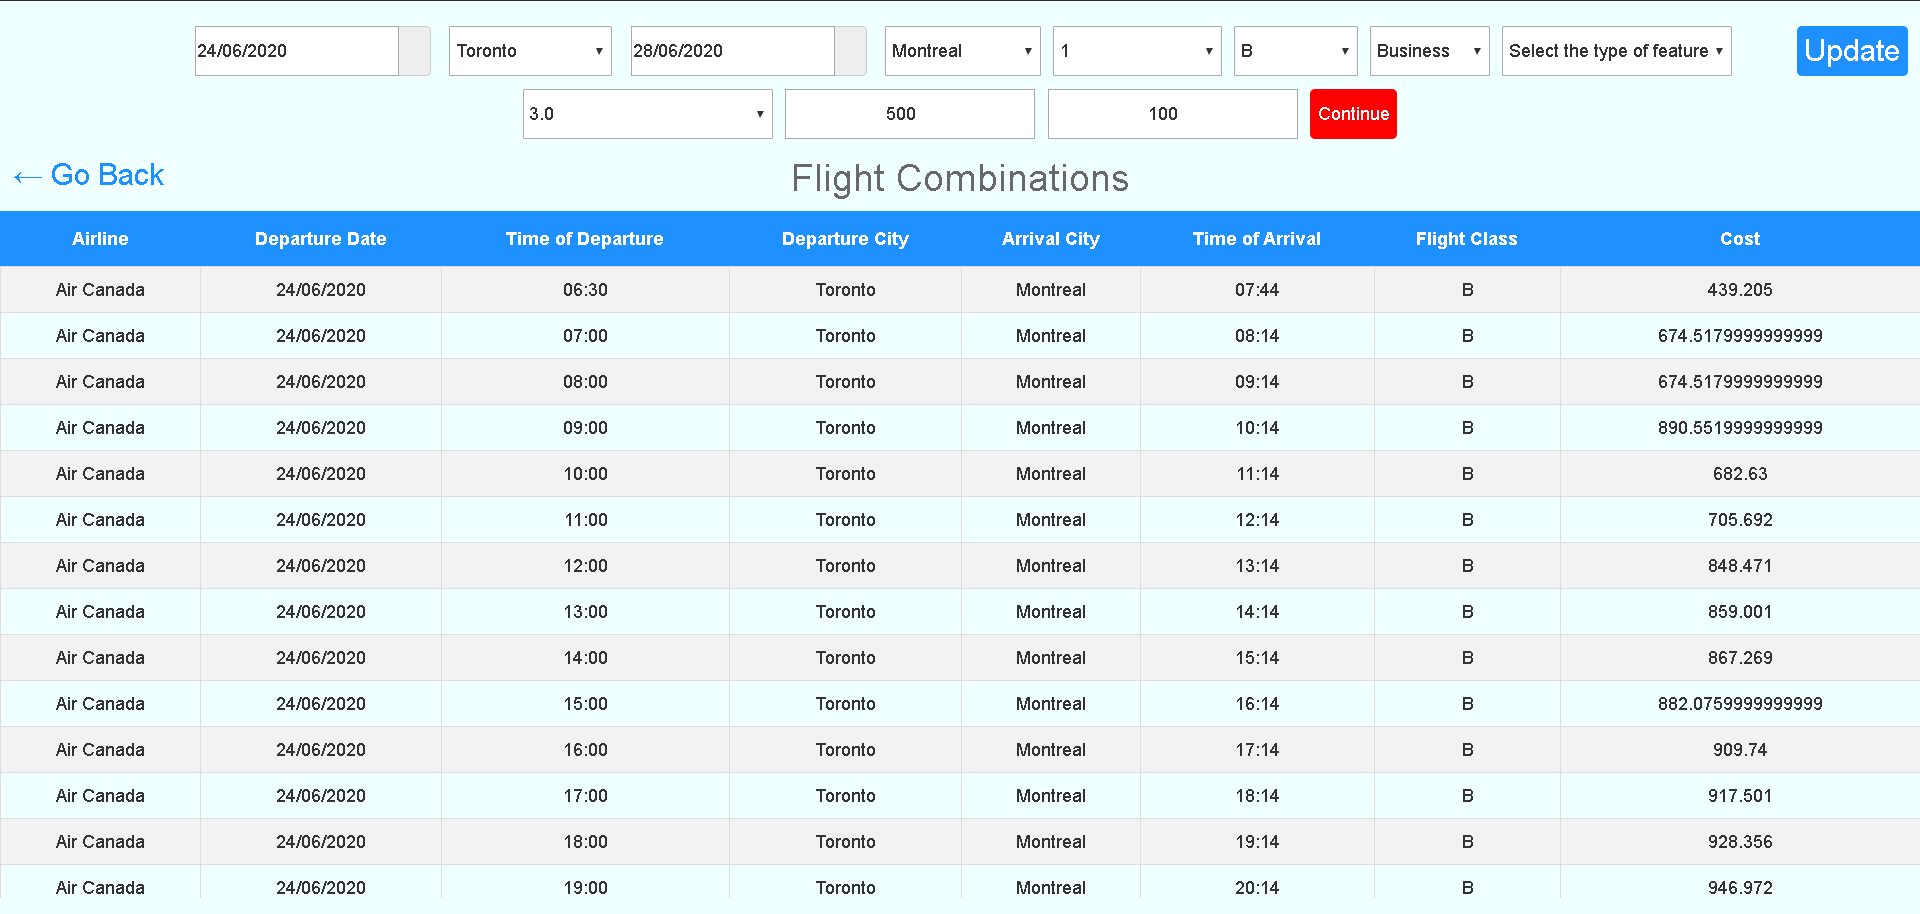 24/06/2020 Toronto 28/06/2020 Montreal 1 B Business Select the type of feature Update
3.0 500 100 Continue
← Go Back Flight Combinations
Airline Departure Date Time of Departure Departure City Arrival City Time of Arrival Flight Class Cost
Air Canada 24/06/2020 06:30 Toronto Montreal 07:44 B 439.205
Air Canada 24/06/2020 07:00 Toronto Montreal 08:14 B 674.5179999999999
Air Canada 24/06/2020 08:00 Toronto Montreal 09:14 B 674.5179999999999
Air Canada 24/06/2020 09:00 Toronto Montreal 10:14 B 890.5519999999999
Air Canada 24/06/2020 10:00 Toronto Montreal 11:14 B 682.63
Air Canada 24/06/2020 11:00 Toronto Montreal 12:14 B 705.692
Air Canada 24/06/2020 12:00 Toronto Montreal 13:14 B 848.471
Air Canada 24/06/2020 13:00 Toronto Montreal 14:14 B 859.001
Air Canada 24/06/2020 14:00 Toronto Montreal 15:14 B 867.269
Air Canada 24/06/2020 15:00 Toronto Montreal 16:14 B 882.0759999999999
Air Canada 24/06/2020 16:00 Toronto Montreal 17:14 B 909.74
Air Canada 24/06/2020 17:00 Toronto Montreal 18:14 B 917.501
Air Canada 24/06/2020 18:00 Toronto Montreal 19:14 B 928.356
Air Canada 24/06/2020 19:00 Toronto Montreal 20:14 B 946.972